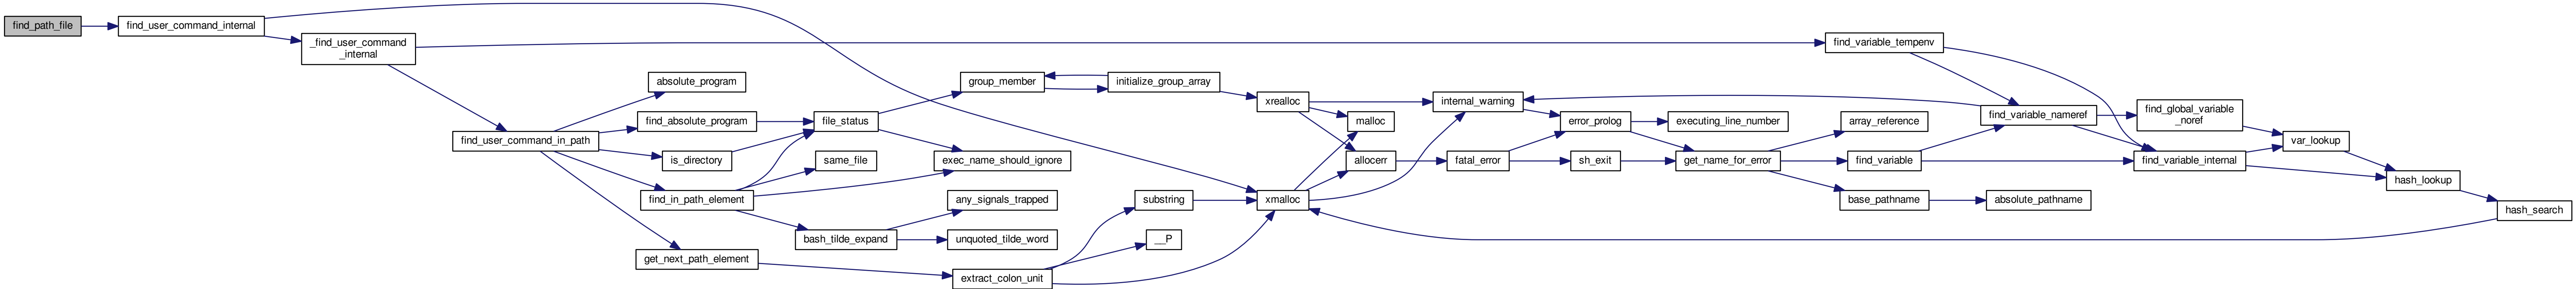 find_path_file
find_user_command_internal
_find_user_command
_internal
find_user_command_in_path
absolute_program
find_absolute_program
is_directory
find_in_path_element
get_next_path_element
file_status
same_file
bash_tilde_expand
group_member
exec_name_should_ignore
any_signals_trapped
unquoted_tilde_word
extract_colon_unit
initialize_group_array
substring
__P
xrealloc
xmalloc
malloc
allocerr
internal_warning
fatal_error
error_prolog
sh_exit
executing_line_number
get_name_for_error
find_variable_tempenv
array_reference
find_variable
base_pathname
find_variable_nameref
absolute_pathname
find_global_variable
_noref
find_variable_internal
var_lookup
hash_lookup
hash_search